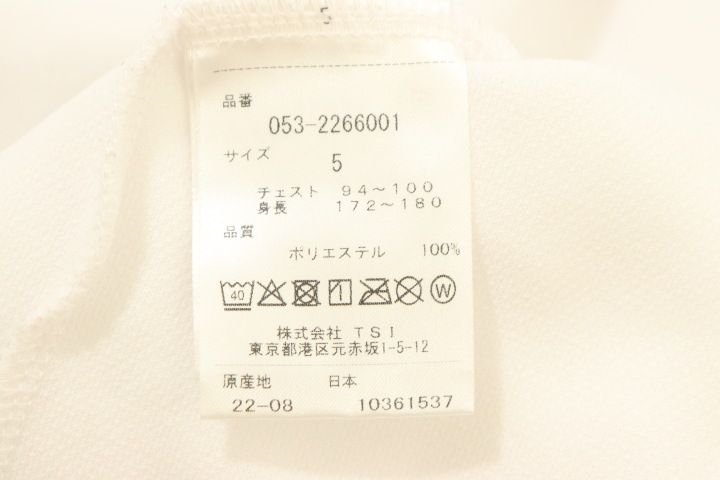 品番
053-2266001
サイズ 5
チェスト 94～100
身長 172～180
品質
ポリエステル 100%
40 W
株式会社 TSI
東京都港区元赤坂1-5-12
原産地 日本
22-08 10361537